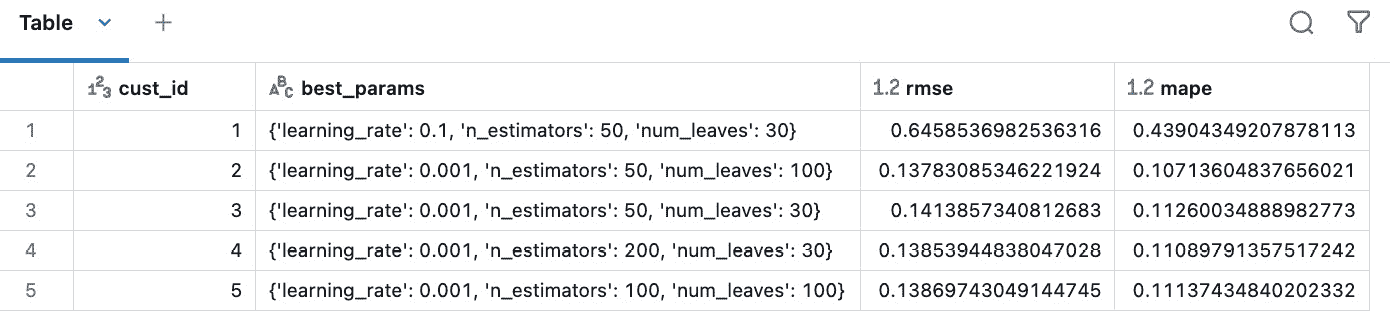 Table
123 cust_id ABC best_params 1.2 rmse 1.2 mape
1 1 {'learning_rate': 0.1, 'n_estimators': 50, 'num_leaves': 30} 0.6458536982536316 0.43904349207878113
2 2 {'learning_rate': 0.001, 'n_estimators': 50, 'num_leaves': 100} 0.13783085346221924 0.10713604837656021
3 3 {'learning_rate': 0.001, 'n_estimators': 50, 'num_leaves': 30} 0.1413857340812683 0.11260034888982773
4 4 {'learning_rate': 0.001, 'n_estimators': 200, 'num_leaves': 30} 0.13853944838047028 0.11089791357517242
5 5 {'learning_rate': 0.001, 'n_estimators': 100, 'num_leaves': 100} 0.13869743049144745 0.11137434840202332